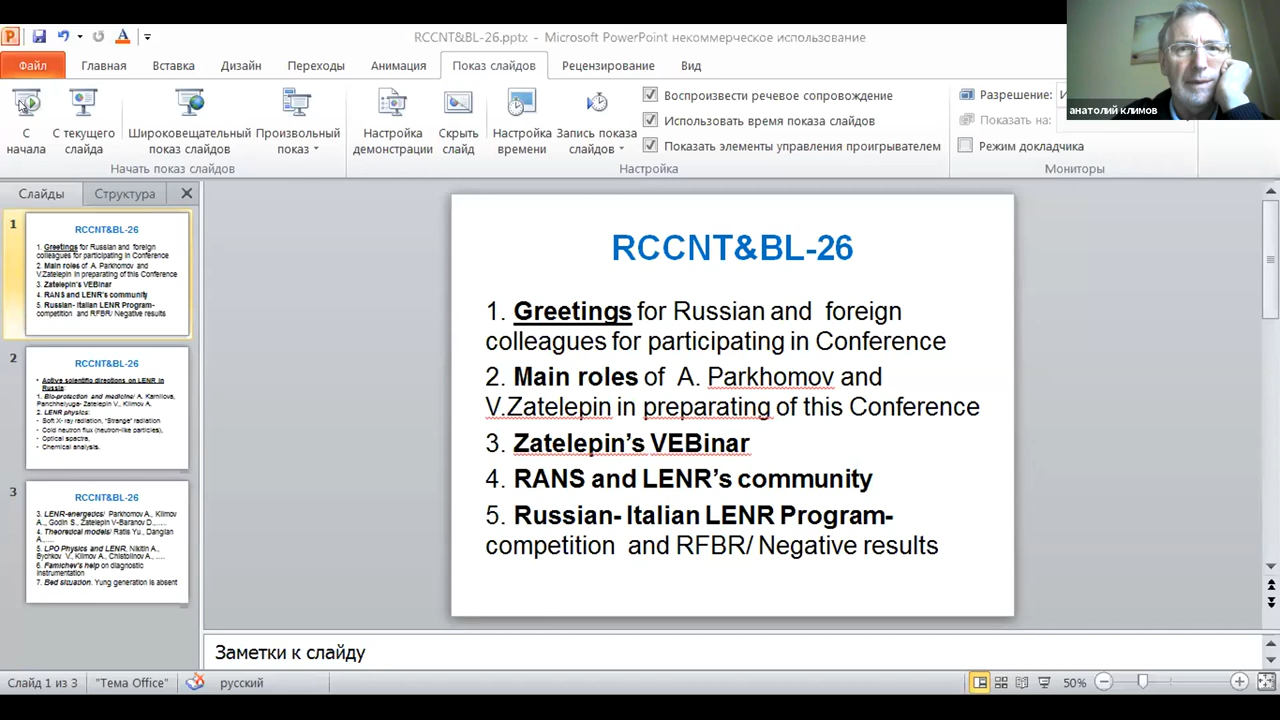 RCCNT&BL-26.pptx - Microsoft PowerPoint некоммерческое использование
Файл Главная Вставка Дизайн Переходы Анимация Показ слайдов Рецензирование Вид
анатолий климов
С начала
С текущего слайда
Широковещательный показ слайдов
Произвольный показ
Начать показ слайдов
Настройка демонстрации
Скрыть слайд
Настройка времени
Запись показа слайдов
Воспроизвести речевое сопровождение
Использовать время показа слайдов
Показать элементы управления проигрывателем
Настройка
Разрешение:
Показать на:
Режим докладчика
Мониторы
Слайды Структура
1
RCCNT&BL-26
1. Greetings for Russian and foreign
colleagues for participating in Conference
2. Main roles of A. Parkhomov and
V.Zatelepin in preparating of this Conference
3. Zatelepin's VEBinar
4. RANS and LENR's community
5. Russian- Italian LENR Program-
competition and RFBR/ Negative results
2
RCCNT&BL-26
• Active scientific directions on LENR in
Russia:
1. Bio-protection and medicine/ A. Karnilova,
Panchhelyuga- Zatelepin V., Klimov A.
2. LENR physics:
- Soft X- ray radiation, "Strange" radiation
- Cold neutron flux (neutron-like particles),
- Optical spectra,
- Chemical analysis.
3
RCCNT&BL-26
3. LENR-energetics/ Parkhomov A., Klimov
A., Godin S., Zatelepin V-Baranov D.,.....
4. Theoretical models/ Ratis Yu., Dangian
A.,.....
5. LPO Physics and LENR, Nikitin A.,
Bychkov V., Klimov A., Chistolinov A., ....
6. Famichev's help on diagnostic
instrumentation
7. Bed situation. Yung generation is absent
RCCNT&BL-26
1. Greetings for Russian and foreign
colleagues for participating in Conference
2. Main roles of A. Parkhomov and
V.Zatelepin in preparating of this Conference
3. Zatelepin's VEBinar
4. RANS and LENR's community
5. Russian- Italian LENR Program-
competition and RFBR/ Negative results
Заметки к слайду
Слайд 1 из 3 "Тема Office" русский 50%